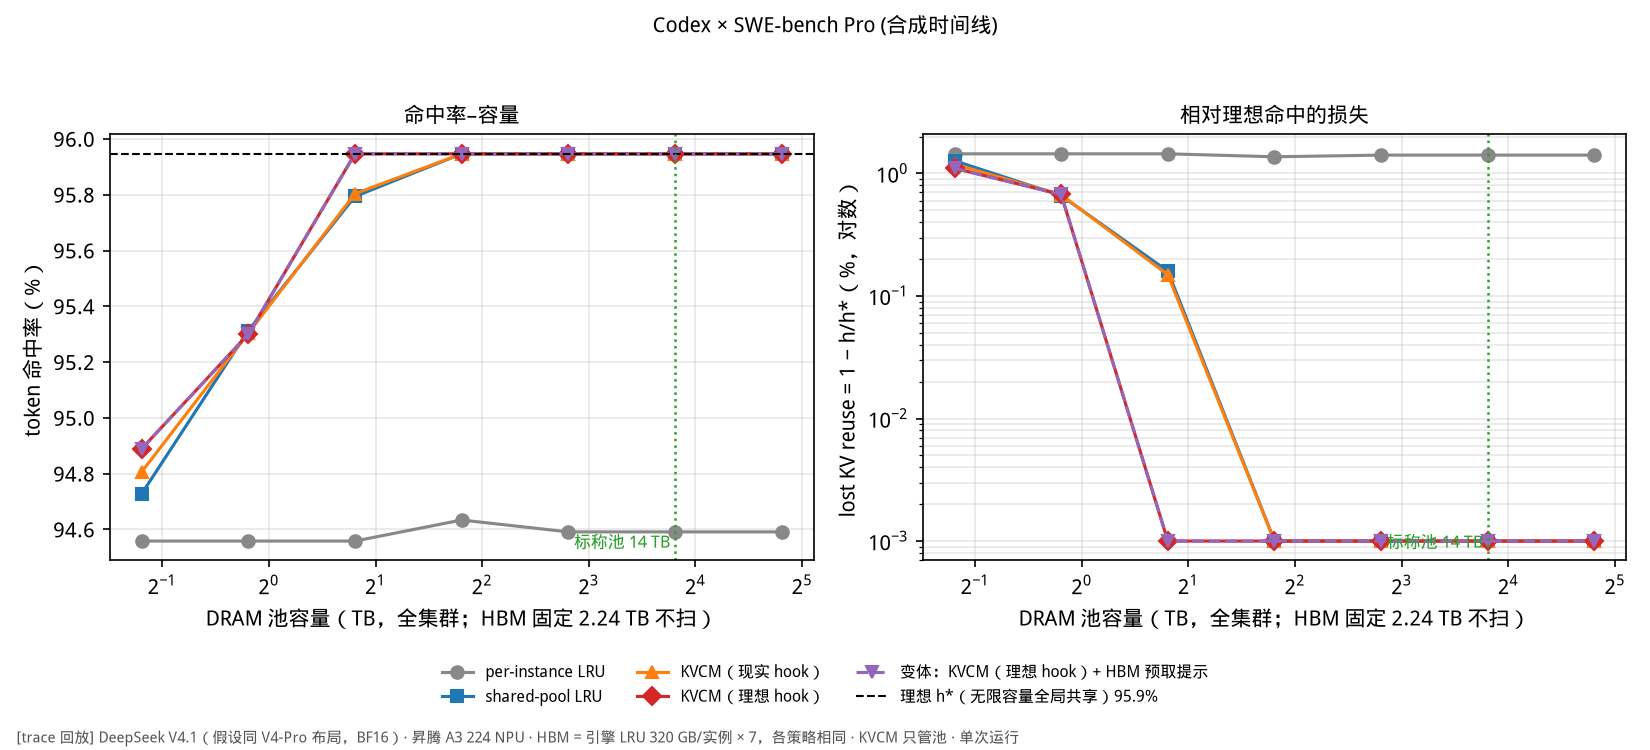 Codex × SWE-bench Pro (合成时间线)
命中率–容量
96.0
95.8
95.6
95.4
95.2
95.0
94.8
94.6
token 命中率（%）
标称池 14 TB
2⁻¹ 2⁰ 2¹ 2² 2³ 2⁴ 2⁵
DRAM 池容量（TB，全集群；HBM 固定 2.24 TB 不扫）
相对理想命中的损失
10⁰
10⁻¹
10⁻²
10⁻³
lost KV reuse = 1 − h/h*（%，对数）
标称池 14 TB
2⁻¹ 2⁰ 2¹ 2² 2³ 2⁴ 2⁵
DRAM 池容量（TB，全集群；HBM 固定 2.24 TB 不扫）
per-instance LRU
shared-pool LRU
KVCM（现实 hook）
KVCM（理想 hook）
变体：KVCM（理想 hook）+ HBM 预取提示
理想 h*（无限容量全局共享）95.9%
[trace 回放] DeepSeek V4.1（假设同 V4-Pro 布局，BF16）· 昇腾 A3 224 NPU · HBM = 引擎 LRU 320 GB/实例 × 7，各策略相同 · KVCM 只管池 · 单次运行